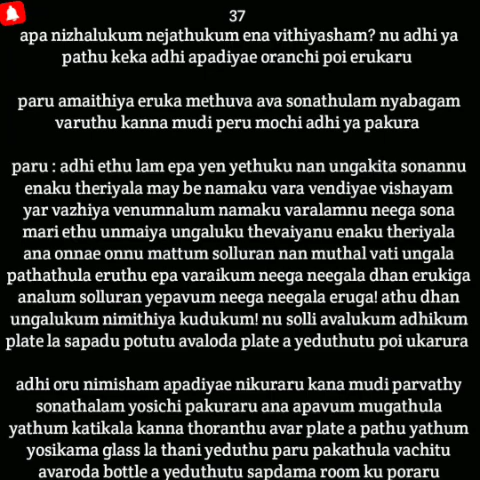 37
apa nizhalukum nejathukum ena vithiyasham? nu adhi ya
pathu keka adhi apadiyae oranchi poi erukaru
paru amaithiya eruka methuva ava sonathulam nyabagam
varuthu kanna mudi peru mochi adhi ya pakura
paru : adhi ethu lam epa yen yethuku nan ungakita sonannu
enaku theriyala may be namaku vara vendiyae vishayam
yar vazhiya venumnalum namaku varalamnu neega sona
mari ethu unmaiya ungaluku thevaiyanu enaku theriyala
ana onnae onnu mattum solluran nan muthal vati ungala
pathathula eruthu epa varaikum neega neegala dhan erukiga
analum solluran yepavum neega neegala eruga! athu dhan
ungalukum nimithiya kudukum! nu solli avalukum adhikum
plate la sapadu potutu avaloda plate a yeduthutu poi ukarura
adhi oru nimisham apadiyae nikuraru kana mudi parvathy
sonathalam yosichi pakuraru ana apavum mugathula
yathum katikala kanna thoranthu avar plate a pathu yathum
yosikama glass la thani yeduthu paru pakathula vachitu
avaroda bottle a yeduthutu sapdama room ku poraru